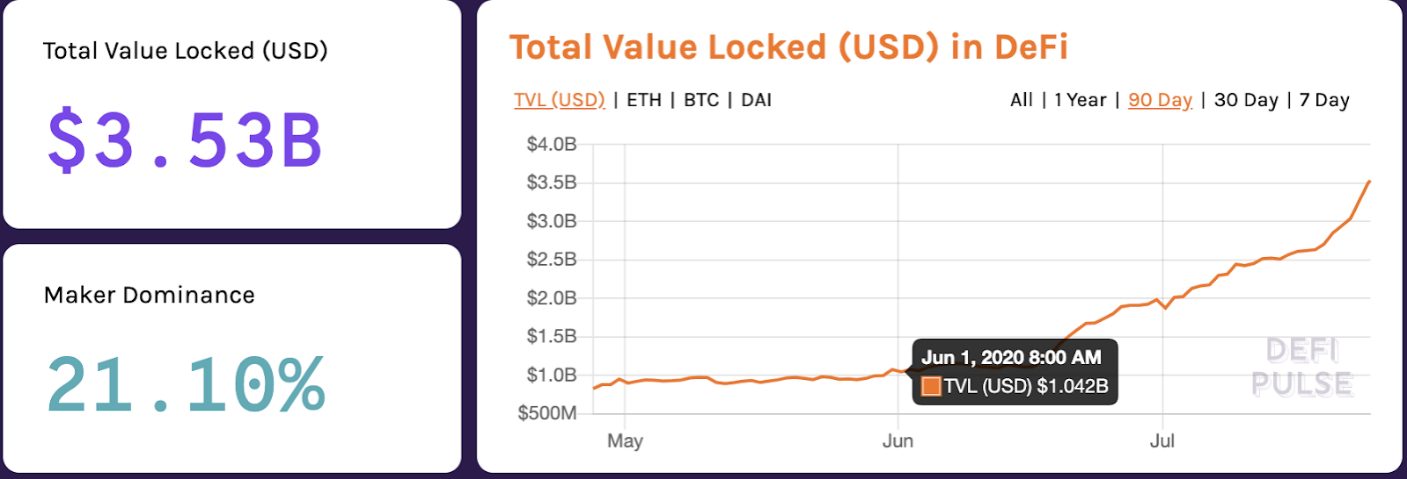 Total Value Locked (USD)
$3.53B
Maker Dominance
21.10%
Total Value Locked (USD) in DeFi
TVL (USD) | ETH | BTC | DAI
All | 1 Year | 90 Day | 30 Day | 7 Day
$4.0B
$3.5B
$3.0B
$2.5B
$2.0B
$1.5B
$1.0B
$500M
Jun 1, 2020 8:00 AM
TVL (USD) $1.042B
DEFI
PULSE
May
Jun
Jul